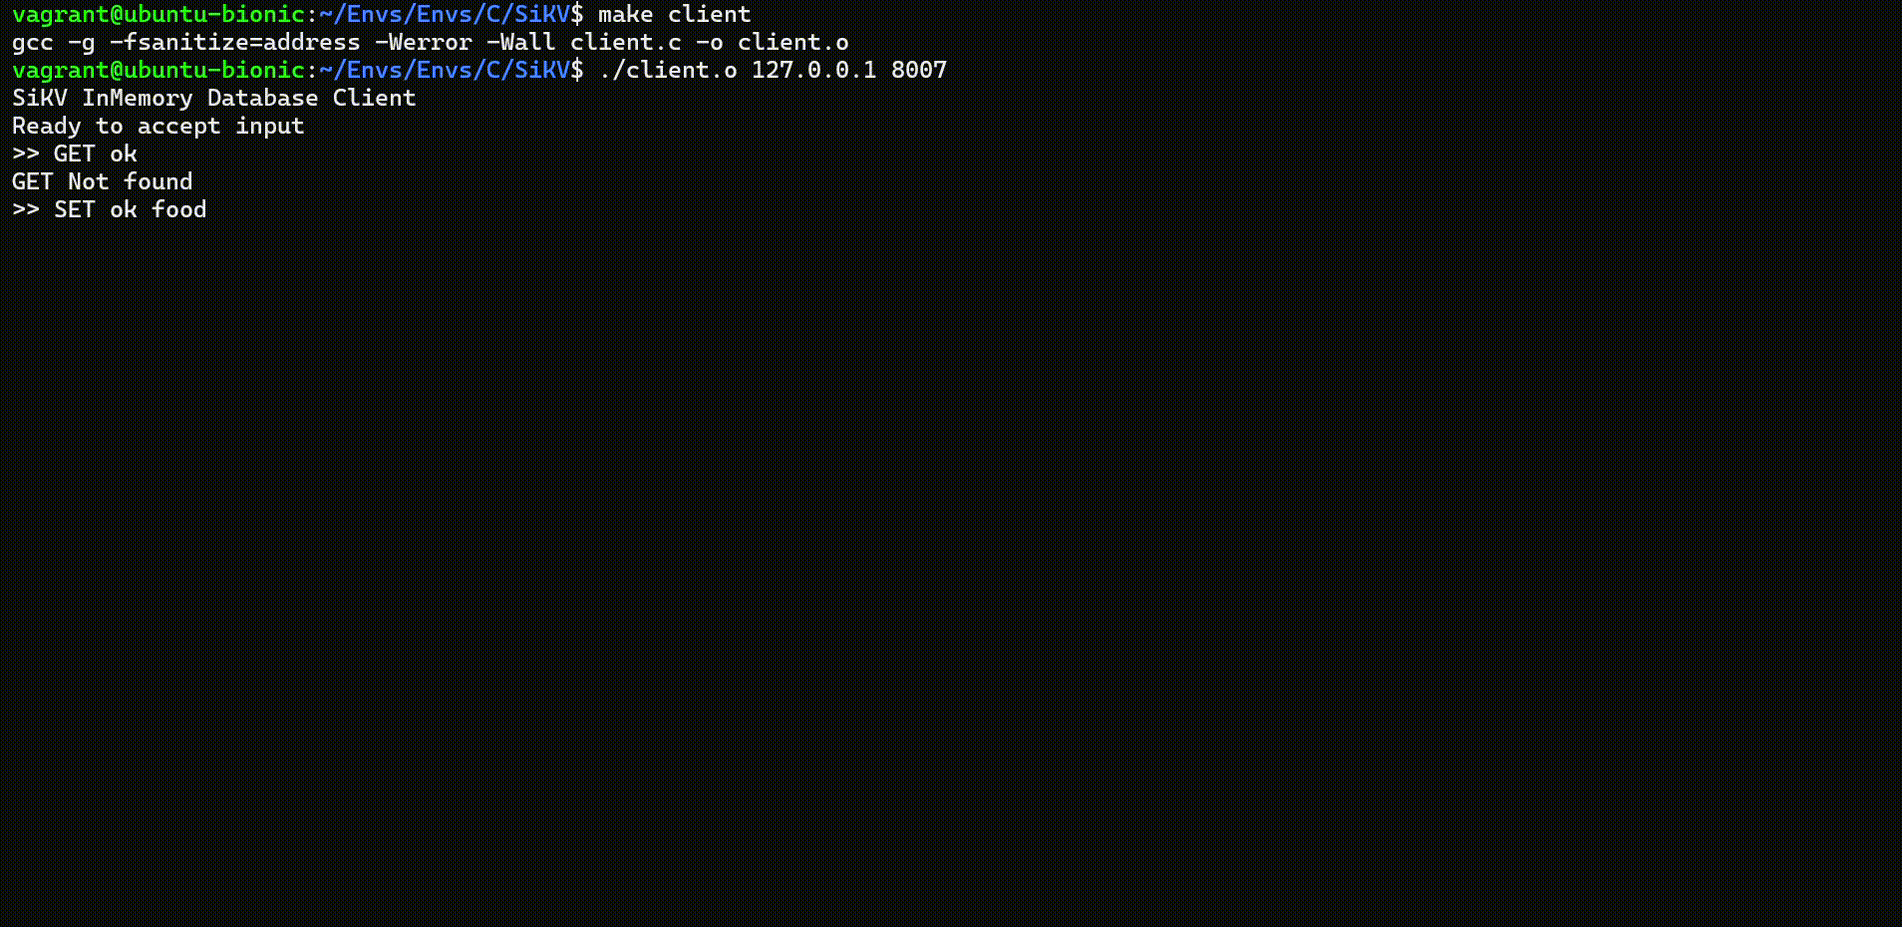 vagrant@ubuntu-bionic:~/Envs/Envs/C/SiKV$ make client
gcc -g -fsanitize=address -Werror -Wall client.c -o client.o
vagrant@ubuntu-bionic:~/Envs/Envs/C/SiKV$ ./client.o 127.0.0.1 8007
SiKV InMemory Database Client
Ready to accept input
>> GET ok
GET Not found
>> SET ok food